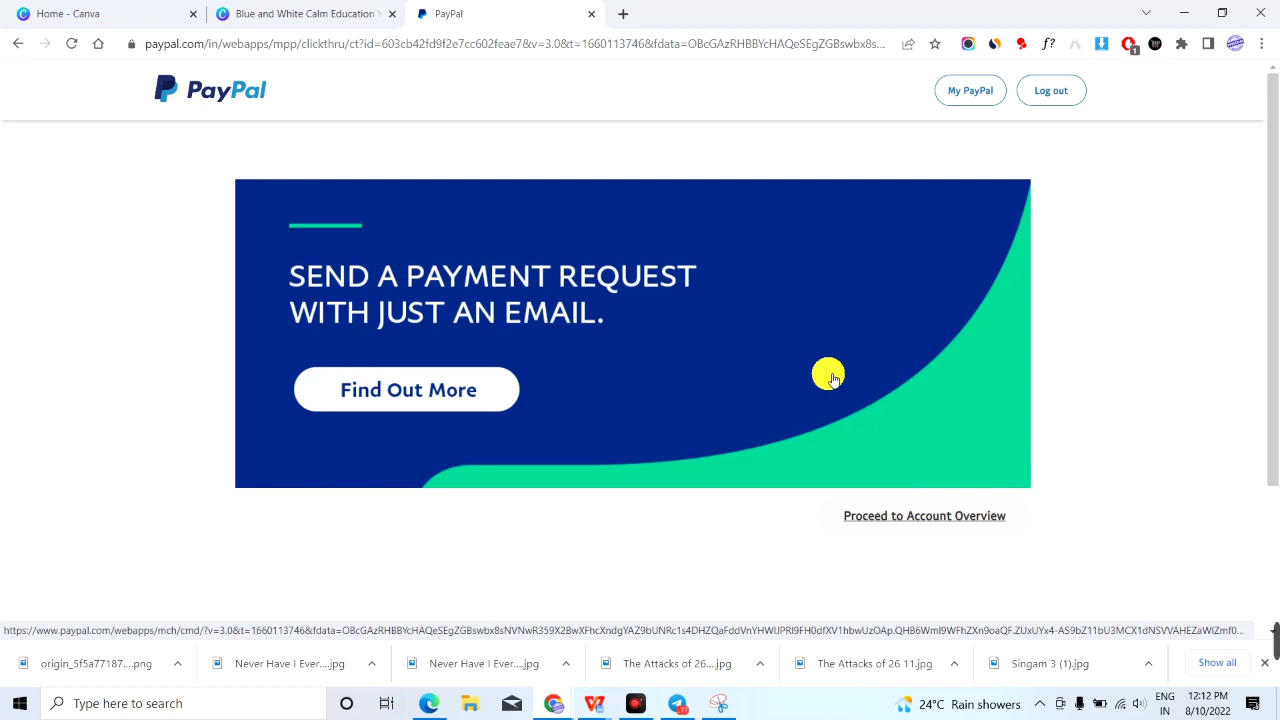 Home - Canva
Blue and White Calm Education
PayPal
paypal.com/in/webapps/mpp/clickthru/ct?id=603cb42fd9f2_7cc602feae7&v=3.0&t=1660113746&fdata=OBcGAzRHBBYcHAQeSEgZGBswbx8s...
1
PayPal
My PayPal
Log out
SEND A PAYMENT REQUEST
WITH JUST AN EMAIL.
Find Out More
Proceed to Account Overview
origin_5f5a77187....png
Never Have I Ever....jpg
Never Have I Ever....jpg
The Attacks of 26....jpg
The Attacks of 26 11.jpg
Singam 3 (1).jpg
Show all
Type here to search
24°C Rain showers
ENG
IN
12:12 PM
8/10/2022